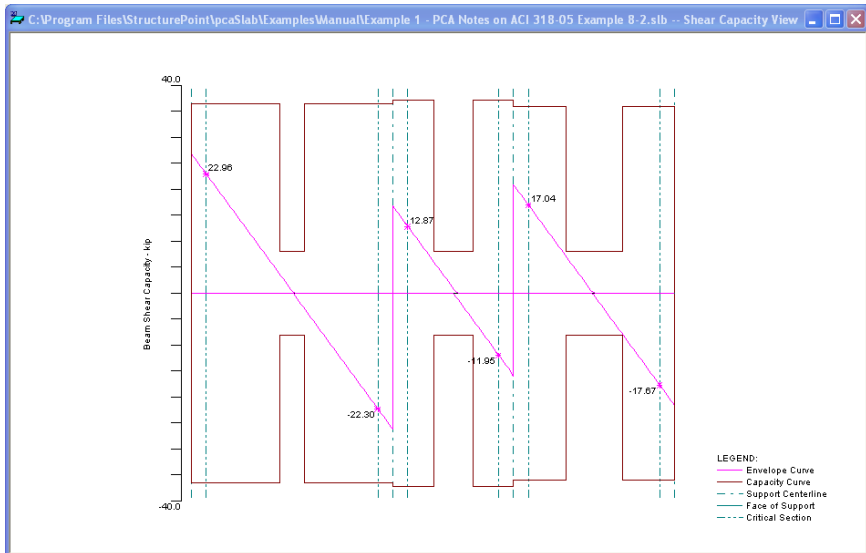 C:\Program Files\StructurePoint\pcaSlab\Examples\Manual\Example 1 - PCA Notes on ACI 318-05 Example 8-2.slb -- Shear Capacity View
40.0
22.96
12.87
17.04
Beam Shear Capacity - kip
-22.30
-11.95
-17.67
-40.0
LEGEND:
Envelope Curve
Capacity Curve
Support Centerline
Face of Support
Critical Section